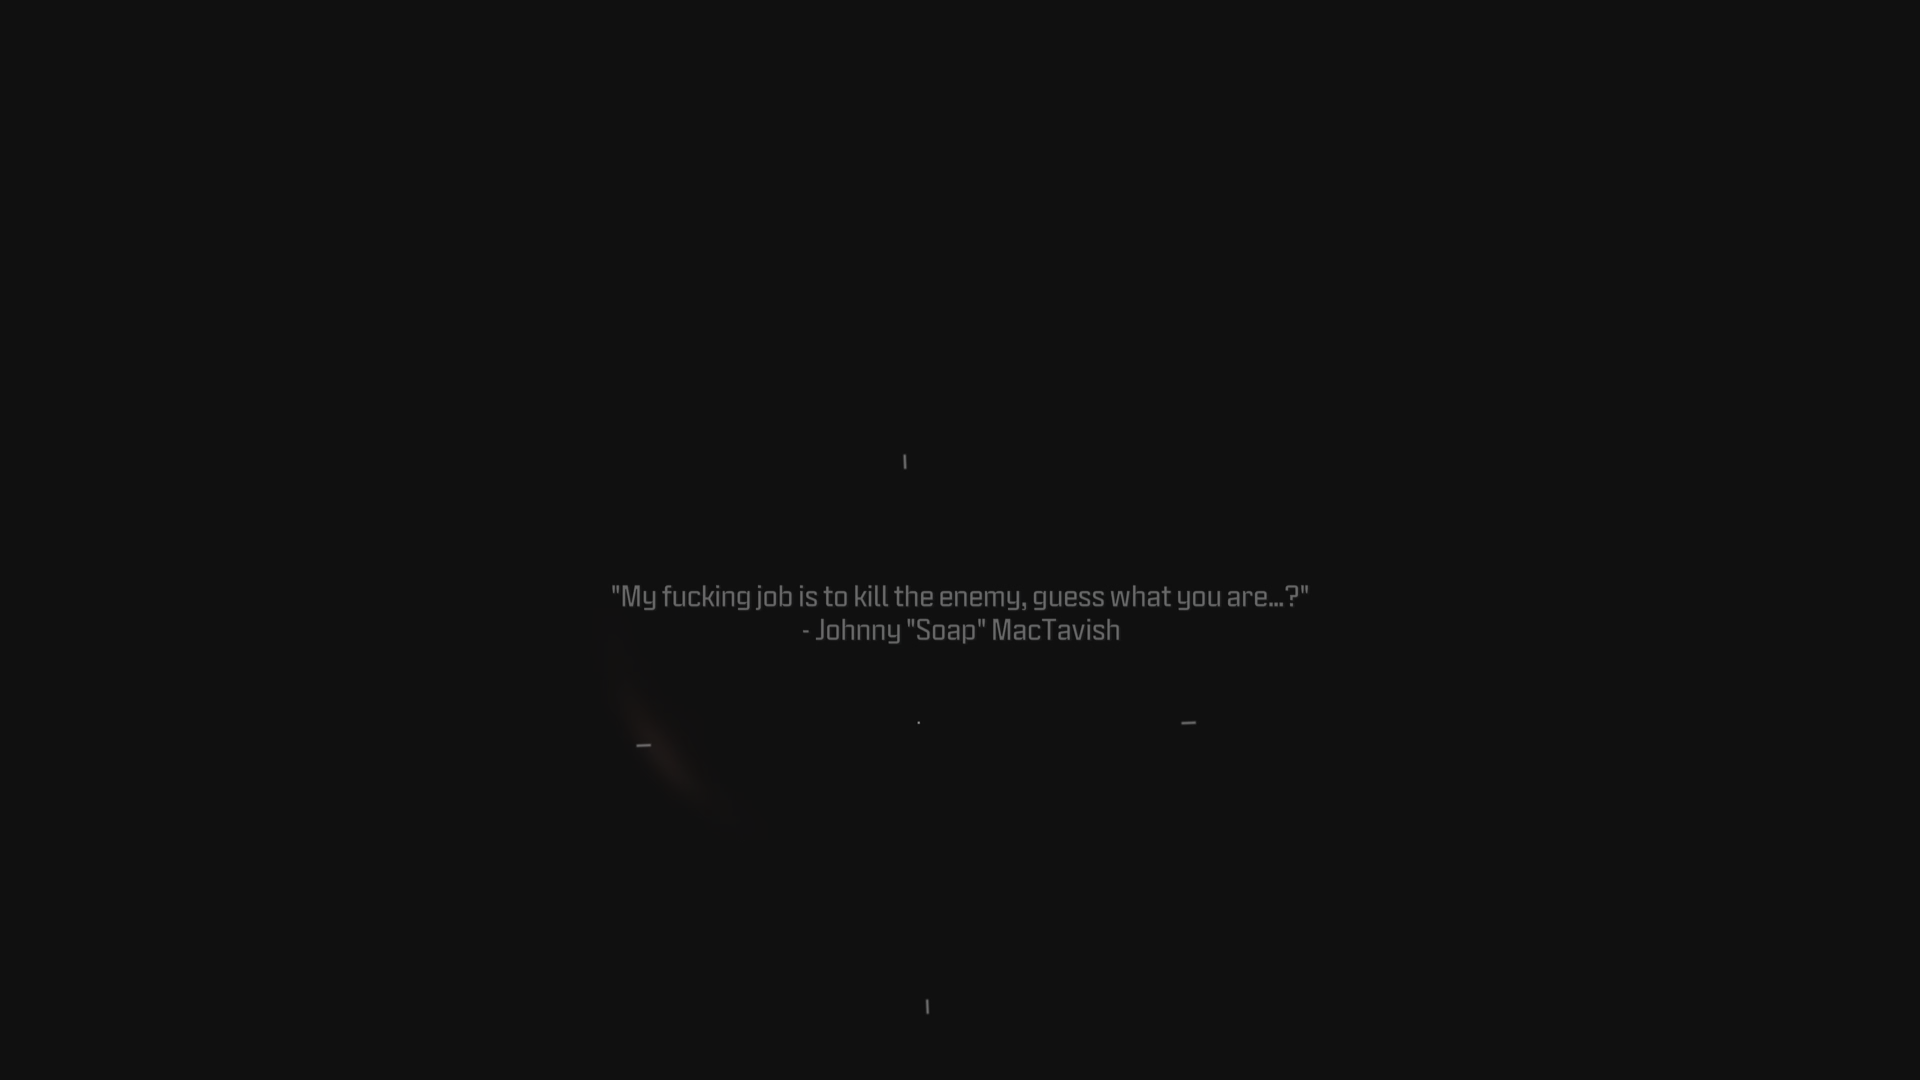 "My fucking job is to kill the enemy, guess what you are...?"
- Johnny "Soap" MacTavish